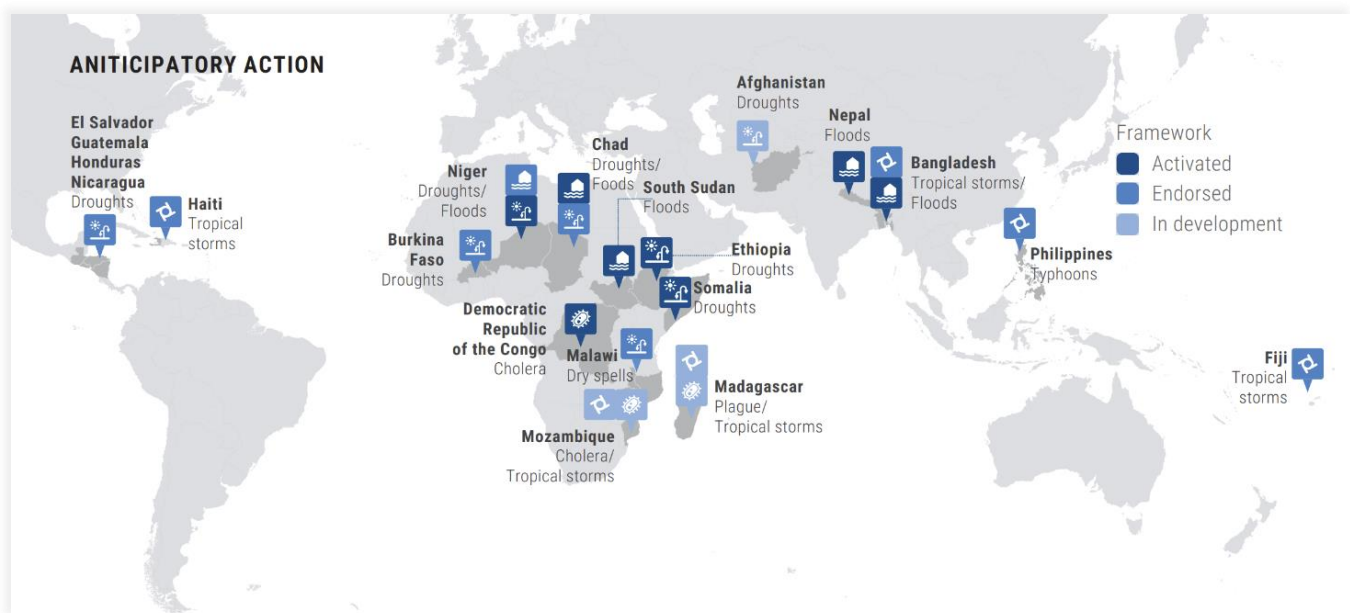 ANITICIPATORY ACTION
El Salvador
Guatemala
Honduras
Nicaragua
Droughts
Haiti
Tropical
storms
Niger
Droughts/
Floods
Burkina
Faso
Droughts
Chad
Droughts/
Foods
South Sudan
Floods
Ethiopia
Droughts
Somalia
Droughts
Democratic
Republic
of the Congo
Cholera
Malawi
Dry spells
Mozambique
Cholera/
Tropical storms
Madagascar
Plague/
Tropical storms
Afghanistan
Droughts
Nepal
Floods
Bangladesh
Tropical storms/
Floods
Philippines
Typhoons
Fiji
Tropical
storms
Framework
Activated
Endorsed
In development